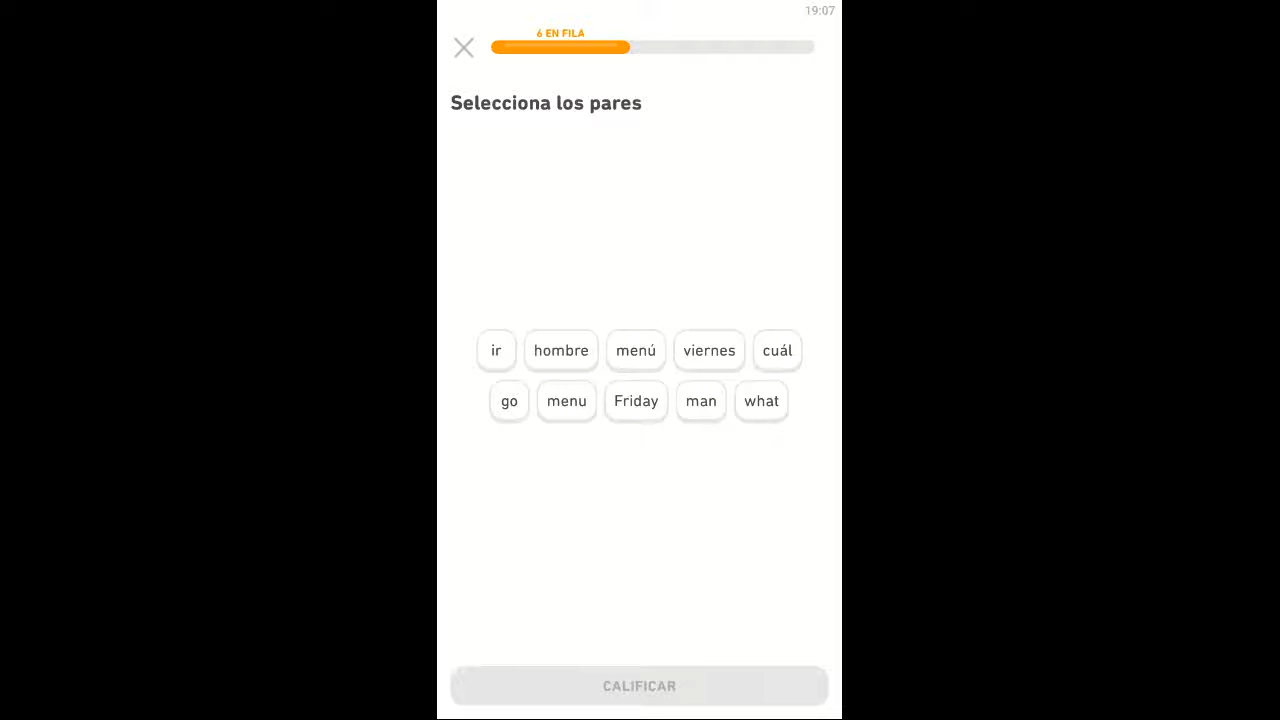 19:07
6 EN FILA
Selecciona los pares
ir hombre menú viernes cuál
go menu Friday man what
CALIFICAR